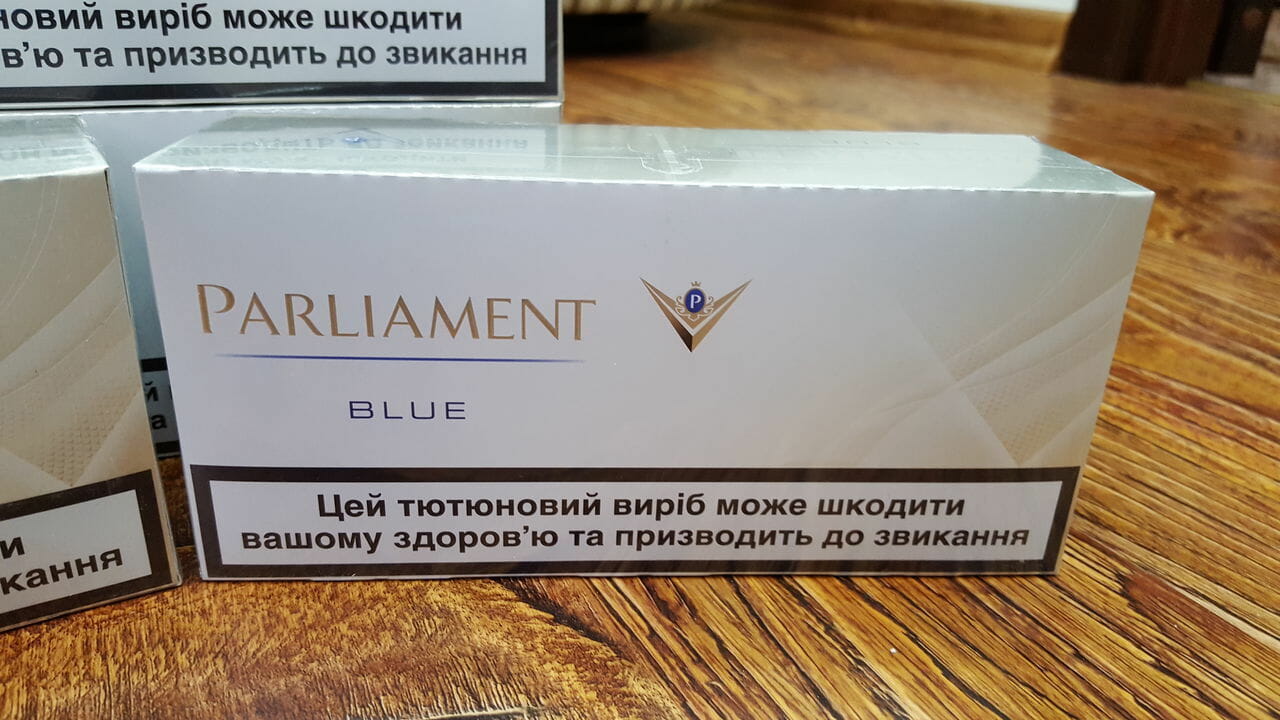 виріб може шкодити
та призводить до звикання
PARLIAMENT
P
BLUE
Цей тютюновий виріб може шкодити
вашому здоров'ю та призводить до звикання